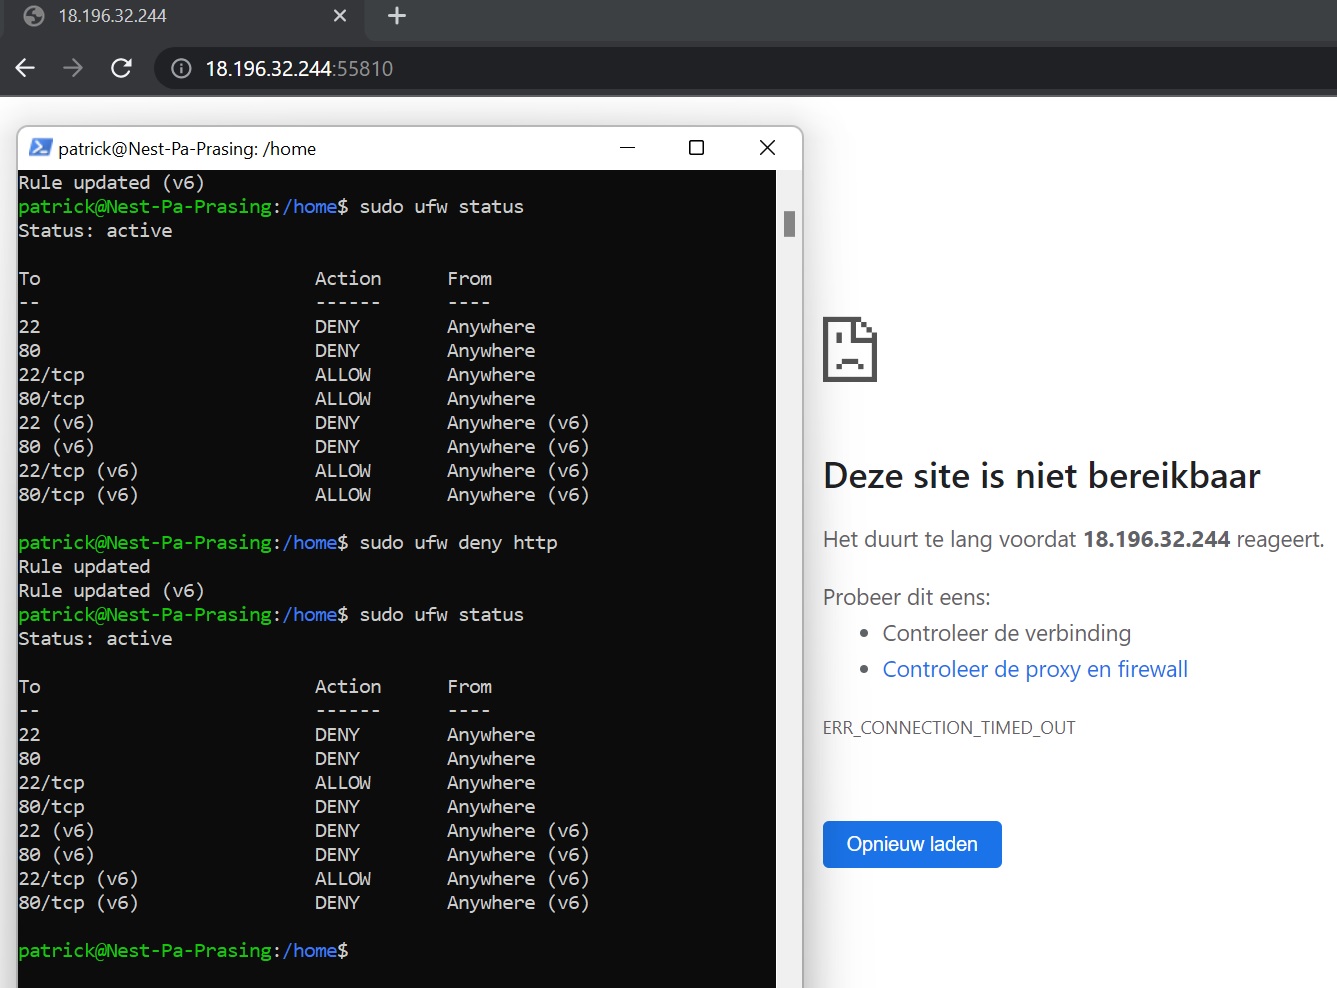 18.196.32.244
18.196.32.244:55810
patrick@Nest-Pa-Prasing: /home
Rule updated (v6)
patrick@Nest-Pa-Prasing:/home$ sudo ufw status
Status: active
To Action From
-- ------ ----
22 DENY Anywhere
80 DENY Anywhere
22/tcp ALLOW Anywhere
80/tcp ALLOW Anywhere
22 (v6) DENY Anywhere (v6)
80 (v6) DENY Anywhere (v6)
22/tcp (v6) ALLOW Anywhere (v6)
80/tcp (v6) ALLOW Anywhere (v6)
patrick@Nest-Pa-Prasing:/home$ sudo ufw deny http
Rule updated
Rule updated (v6)
patrick@Nest-Pa-Prasing:/home$ sudo ufw status
Status: active
To Action From
-- ------ ----
22 DENY Anywhere
80 DENY Anywhere
22/tcp ALLOW Anywhere
80/tcp DENY Anywhere
22 (v6) DENY Anywhere (v6)
80 (v6) DENY Anywhere (v6)
22/tcp (v6) ALLOW Anywhere (v6)
80/tcp (v6) DENY Anywhere (v6)
patrick@Nest-Pa-Prasing:/home$
Deze site is niet bereikbaar
Het duurt te lang voordat 18.196.32.244 reageert.
Probeer dit eens:
• Controleer de verbinding
• Controleer de proxy en firewall
ERR_CONNECTION_TIMED_OUT
Opnieuw laden